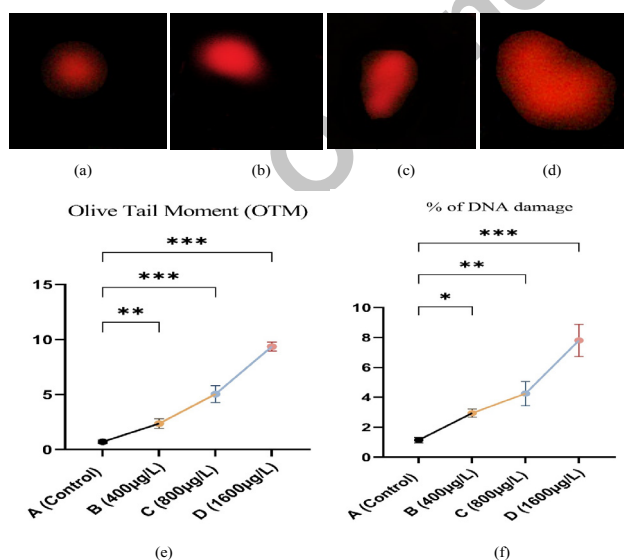 (a) (b) (c) (d)
Olive Tail Moment (OTM)
***
***
**
15
10
5
0
A (Control)
B (400µg/L)
C (800µg/L)
D (1600µg/L)
(e)
% of DNA damage
***
**
*
10
8
6
4
2
0
A (Control)
B (400µg/L)
C (800µg/L)
D (1600µg/L)
(f)